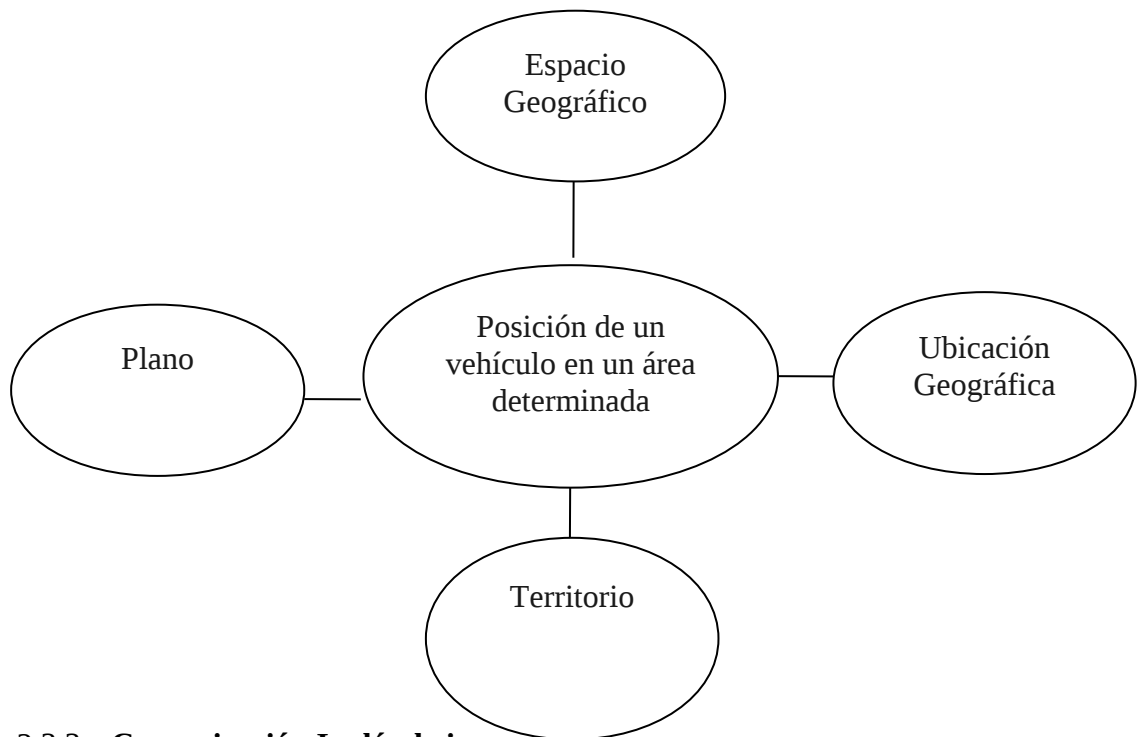 Espacio
Geográfico
Posición de un
vehículo en un área
determinada
Plano
Ubicación
Geográfica
Territorio